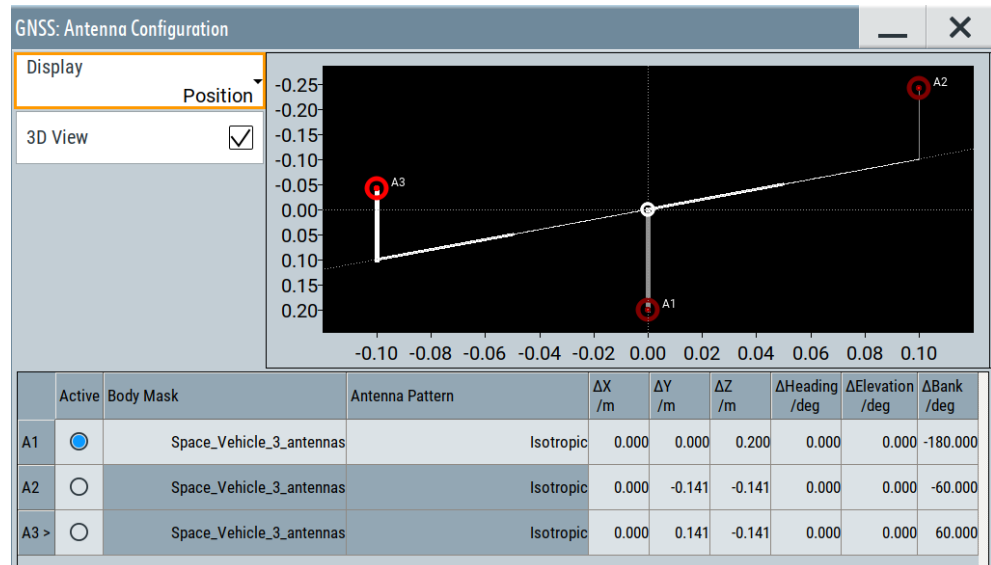 GNSS: Antenna Configuration
Display
Position
3D View
-0.25
-0.20
-0.15
-0.10
-0.05
0.00
0.05
0.10
0.15
0.20
A2
A3
A1
-0.10 -0.08 -0.06 -0.04 -0.02 0.00 0.02 0.04 0.06 0.08 0.10
Active Body Mask Antenna Pattern ΔX /m ΔY /m ΔZ /m ΔHeading /deg ΔElevation /deg ΔBank /deg
A1 Space_Vehicle_3_antennas Isotropic 0.000 0.000 0.200 0.000 0.000 -180.000
A2 Space_Vehicle_3_antennas Isotropic 0.000 -0.141 -0.141 0.000 0.000 -60.000
A3 > Space_Vehicle_3_antennas Isotropic 0.000 0.141 -0.141 0.000 0.000 60.000